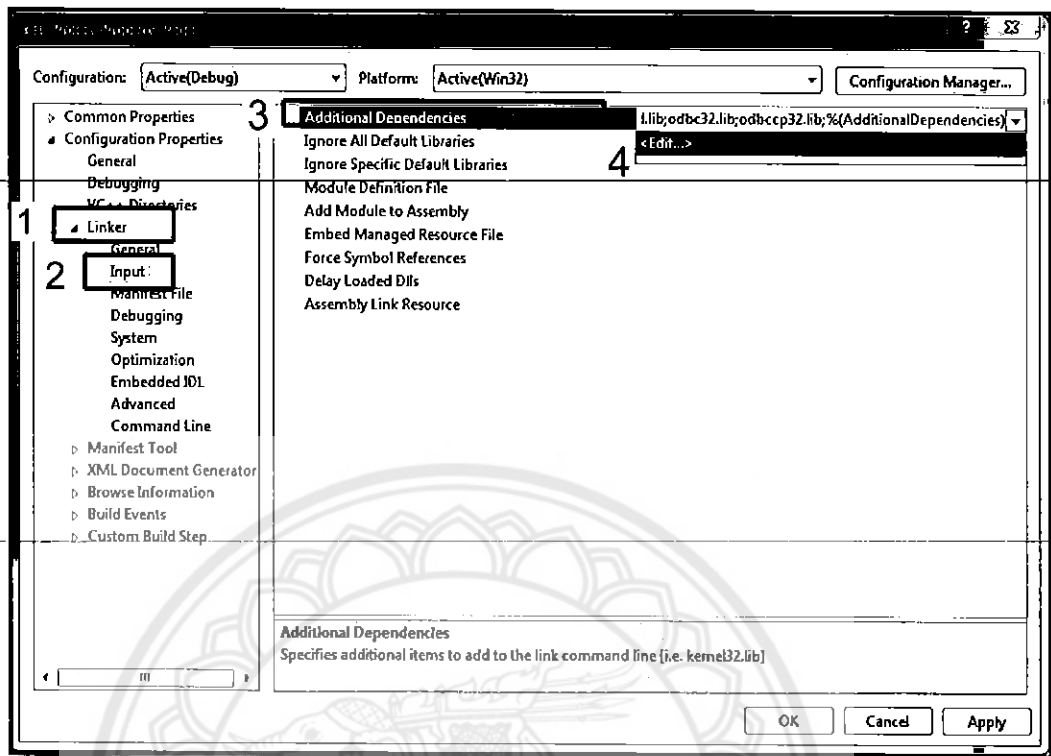 ?
Configuration: Active(Debug) Platform: Active(Win32) Configuration Manager...
Common Properties
Configuration Properties
General
Debugging
VC++ Directories
1 Linker
General
2 Input
Manifest File
Debugging
System
Optimization
Embedded IDL
Advanced
Command Line
Manifest Tool
XML Document Generator
Browse Information
Build Events
Custom Build Step
3 Additional Dependencies .lib;odbc32.lib;odbccp32.lib;%(AdditionalDependencies)
Ignore All Default Libraries 4 <Edit...>
Ignore Specific Default Libraries
Module Definition File
Add Module to Assembly
Embed Managed Resource File
Force Symbol References
Delay Loaded Dlls
Assembly Link Resource
Additional Dependencies
Specifies additional items to add to the link command line [i.e. kernel32.lib]
OK Cancel Apply